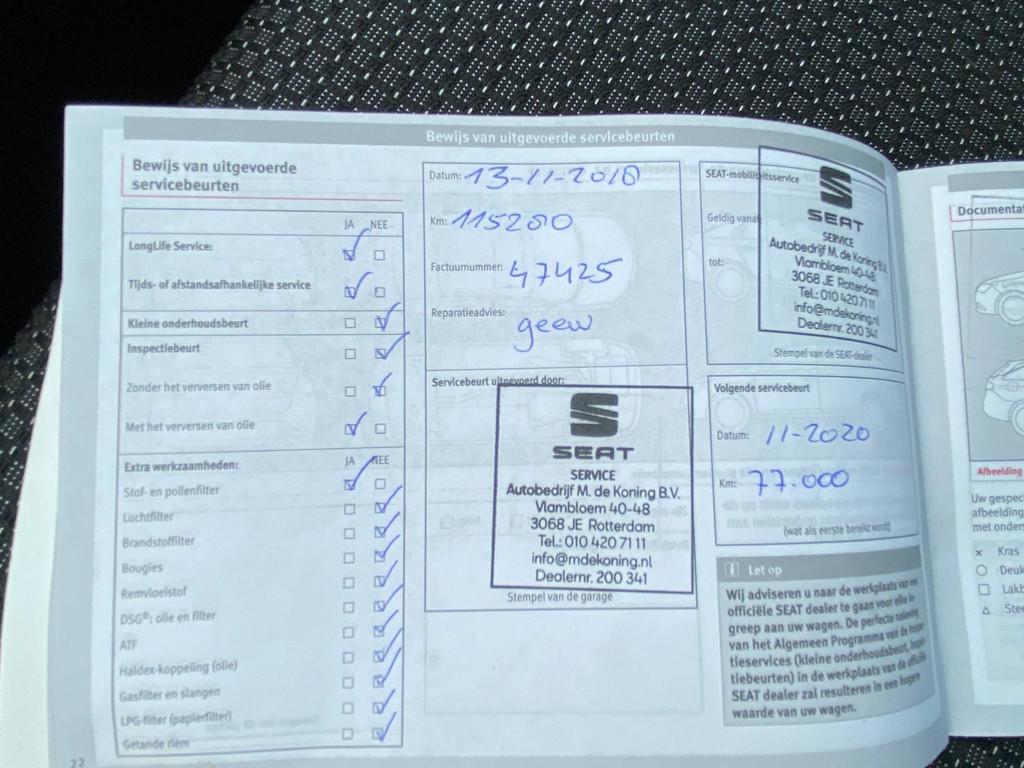 Bewijs van uitgevoerde servicebeurten
Bewijs van uitgevoerde
servicebeurten
JA NEE
LongLife Service:
Tijds- of afstandsafhankelijke service
Kleine onderhoudsbeurt
Inspectiebeurt
Zonder het verversen van olie
Met het verversen van olie
Extra werkzaamheden: JA NEE
Stof- en pollenfilter
Luchtfilter
Brandstoffilter
Bougies
Remvloeistof
DSG®: olie en filter
ATF
Haldex-koppeling (olie)
Gasfilter en slangen
LPG-filter (papierfilter)
Getande riem
22
Datum: 13-11-2018
Km: 115280
Factuurnummer: 47425
Reparatieadvies:
geen
Servicebeurt uitgevoerd door:
SEAT
SERVICE
Autobedrijf M. de Koning B.V.
Vlambloem 40-48
3068 JE Rotterdam
Tel.: 010 420 71 11
info@mdekoning.nl
Dealernr. 200 341
Stempel van de garage
SEAT-mobiliteitsservice
Geldig vanaf
tot:
SEAT
SERVICE
Autobedrijf M. de Koning B.V.
Vlambloem 40-48
3068 JE Rotterdam
Tel.: 010 420 71 11
info@mdekoning.nl
Dealernr. 200 341
Stempel van de SEAT-dealer
Volgende servicebeurt
Datum: 11-2020
Km: 77.000
(wat als eerste bereikt wordt)
i Let op
Wij adviseren u naar de werkplaats van een
officiële SEAT dealer te gaan voor elke in-
greep aan uw wagen. De perfecte naleving
van het Algemeen Programma van de Inspec-
tieservices (kleine onderhoudsbeurt, inspec-
tiebeurten) in de werkplaats van de officiële
SEAT dealer zal resulteren in een hogere
waarde van uw wagen.
Documentat
Afbeelding
Uw gespec
afbeelding
met onder
x Kras
Deuk
Lakb
Stee